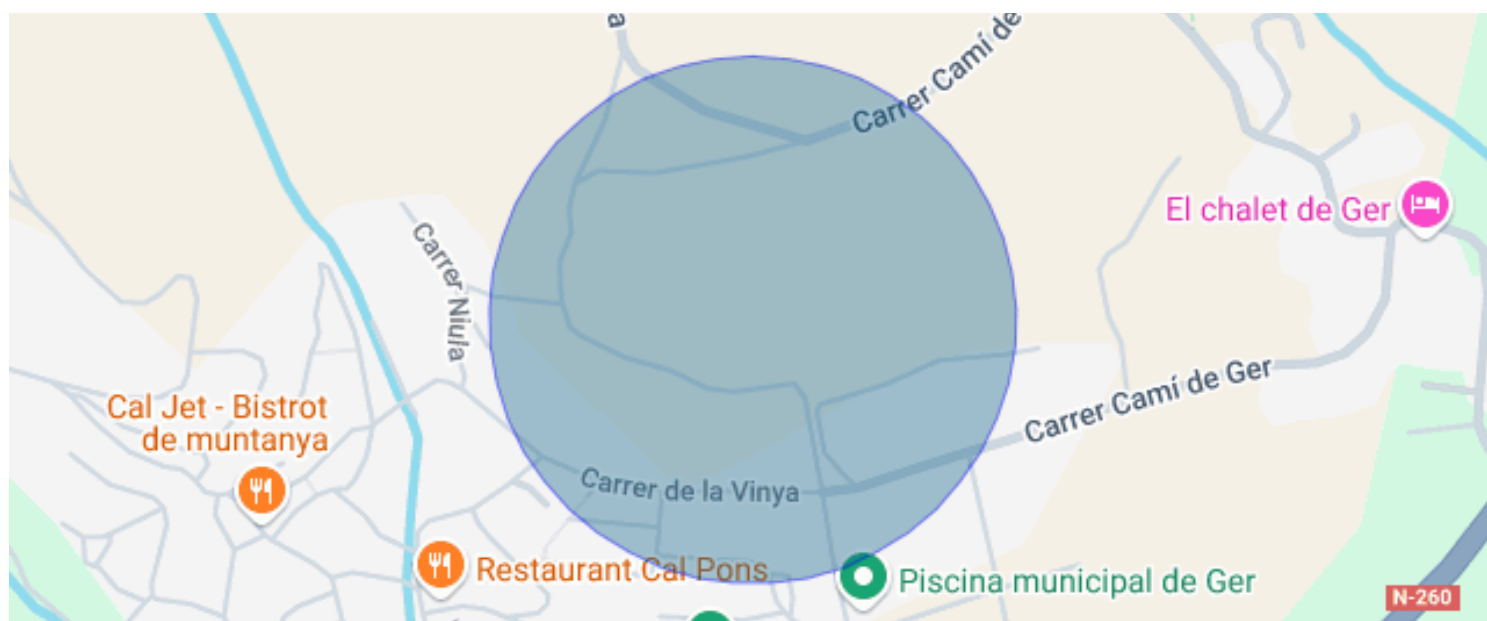 a
Carrer Camí de
El chalet de Ger
Carrer Niula
Carrer Camí de Ger
Cal Jet - Bistrot
de muntanya
Carrer de la Vinya
Restaurant Cal Pons
Piscina municipal de Ger
N-260